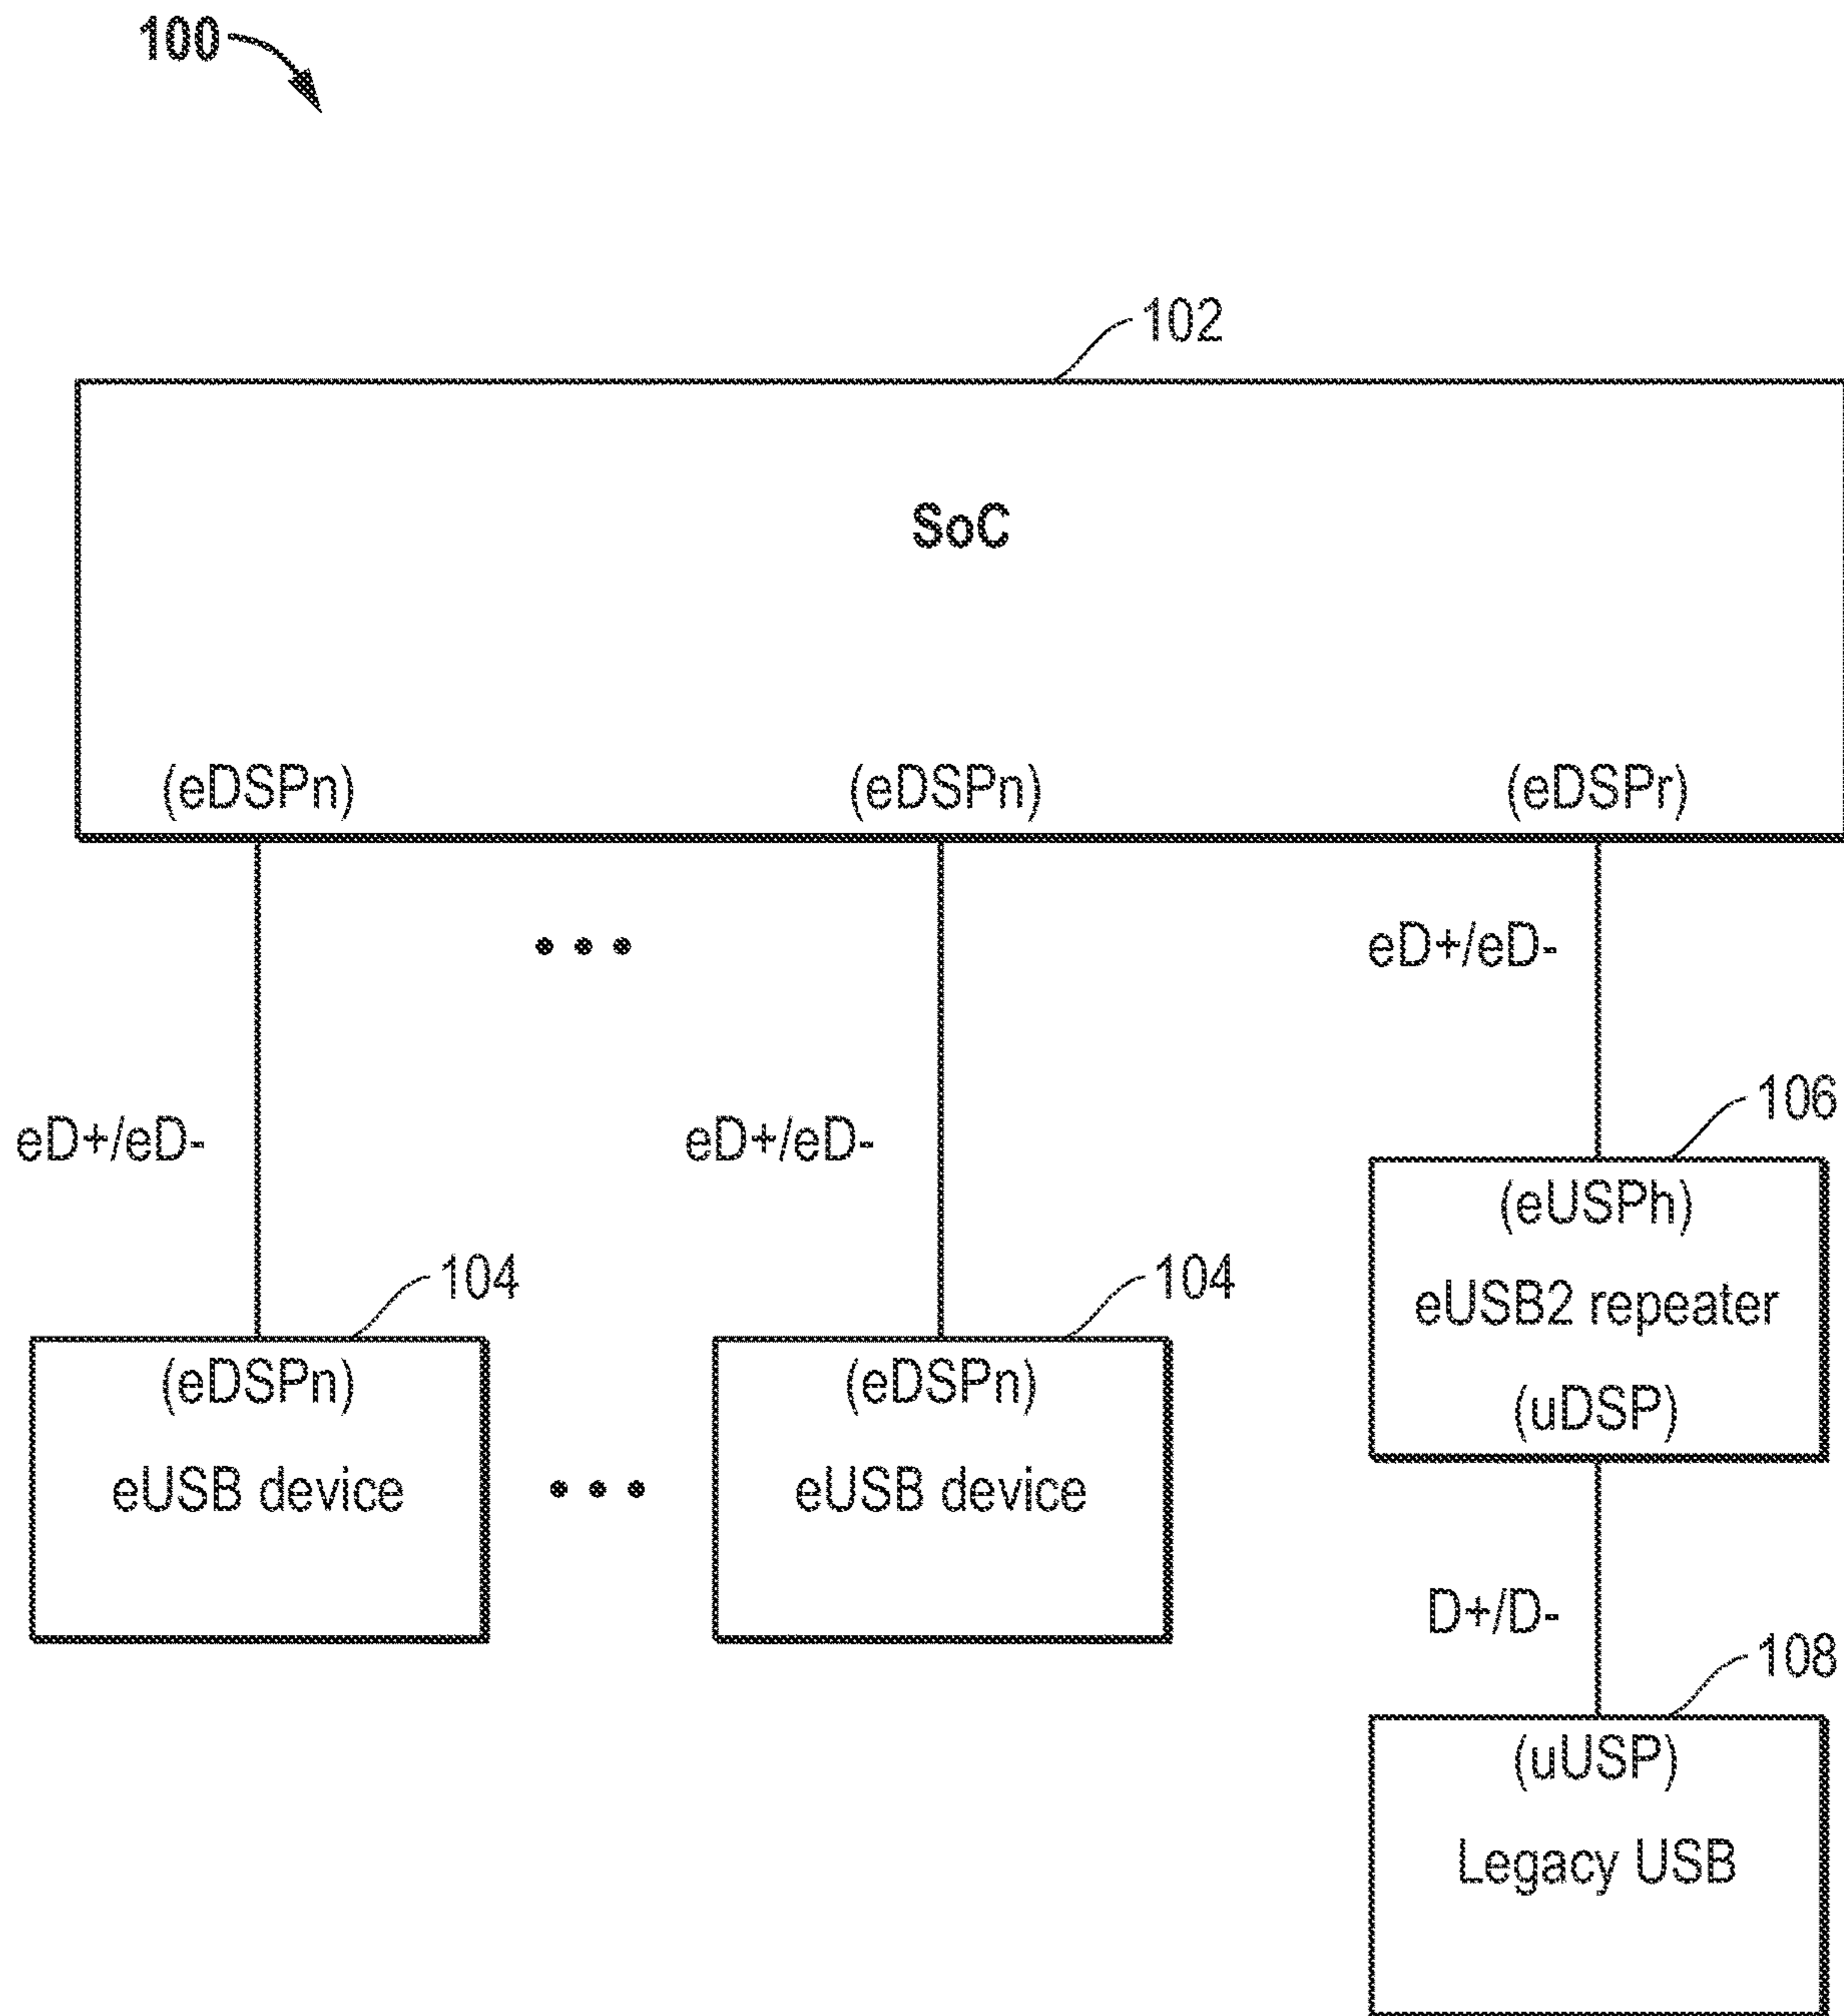 100
102
SoC
(eDSPn) (eDSPn) (eDSPr)
eD+/eD-
106
eD+/eD- eD+/eD-
(eUSPh)
104 104
eUSB2 repeater
(eDSPn) (eDSPn)
(uDSP)
eUSB device eUSB device
D+/D-
108
(uUSP)
Legacy USB